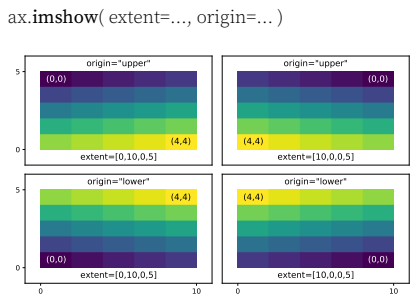 ax.imshow( extent=..., origin=... )
origin="upper"
5
(0,0)
(4,4)
0
extent=[0,10,0,5]
origin="upper"
(0,0)
(4,4)
extent=[10,0,0,5]
origin="lower"
5
(4,4)
(0,0)
0
extent=[0,10,0,5]
0
10
origin="lower"
(4,4)
(0,0)
extent=[10,0,0,5]
0
10